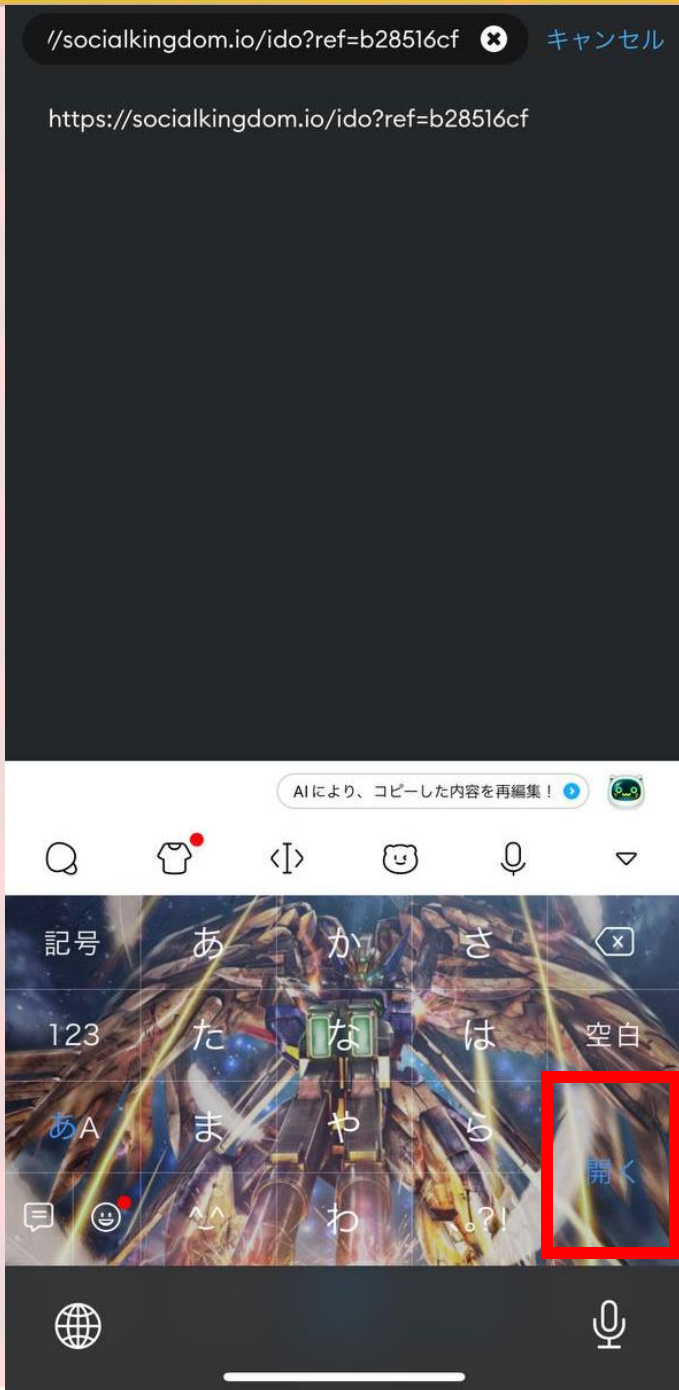 //socialkingdom.io/ido?ref=b28516cf キャンセル
https://socialkingdom.io/ido?ref=b28516cf
AIにより、コピーした内容を再編集！
記号 あ か さ
123 た な は 空白
あA ま や ら 開く
^^ わ 、。?!